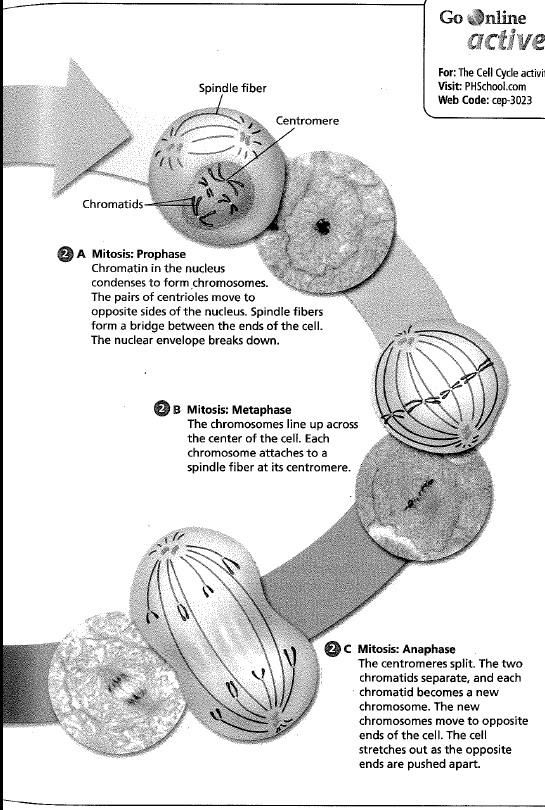 Go Online
active
For: The Cell Cycle activi
Visit: PHSchool.com
Web Code: cep-3023
Spindle fiber
Centromere
Chromatids
2 A Mitosis: Prophase
Chromatin in the nucleus
condenses to form chromosomes.
The pairs of centrioles move to
opposite sides of the nucleus. Spindle fibers
form a bridge between the ends of the cell.
The nuclear envelope breaks down.
2 B Mitosis: Metaphase
The chromosomes line up across
the center of the cell. Each
chromosome attaches to a
spindle fiber at its centromere.
2 C Mitosis: Anaphase
The centromeres split. The two
chromatids separate, and each
chromatid becomes a new
chromosome. The new
chromosomes move to opposite
ends of the cell. The cell
stretches out as the opposite
ends are pushed apart.